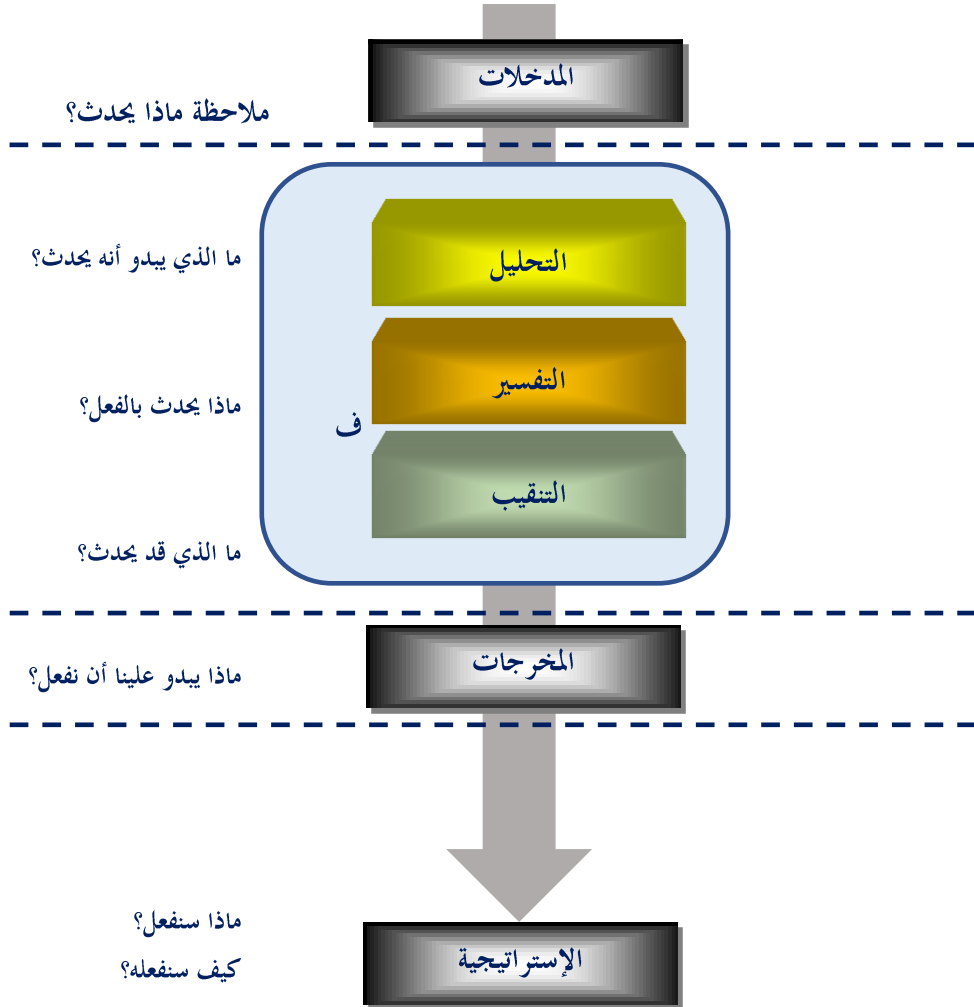 المدخلات
ملاحظة ماذا يحدث؟
التحليل
ما الذي يبدو أنه يحدث؟
التفسير
ماذا يحدث بالفعل؟
ف
التنقيب
ما الذي قد يحدث؟
المخرجات
ماذا يبدو علينا أن نفعل؟
ماذا سنفعل؟
الإستراتيجية
كيف سنفعله؟